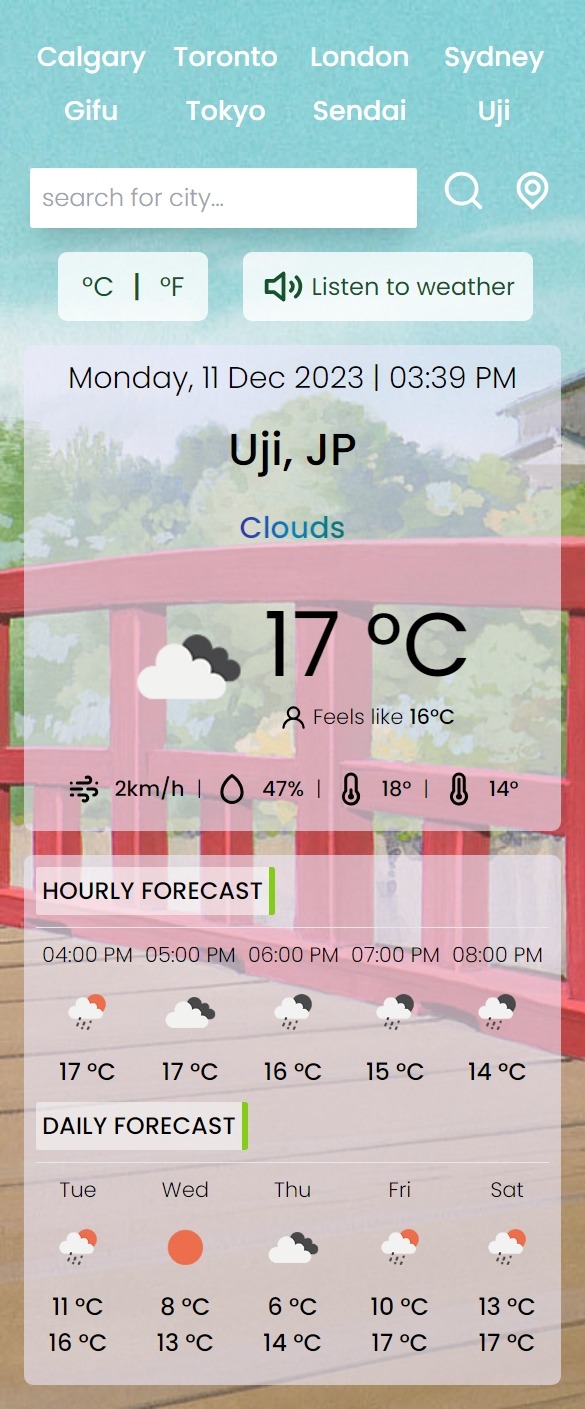 Calgary Toronto London Sydney
Gifu Tokyo Sendai Uji
search for city...
°C | °F Listen to weather
Monday, 11 Dec 2023 | 03:39 PM
Uji, JP
Clouds
17 °C
Feels like 16°C
2km/h | 47% | 18° | 14°
HOURLY FORECAST
04:00 PM 05:00 PM 06:00 PM 07:00 PM 08:00 PM
17 °C 17 °C 16 °C 15 °C 14 °C
DAILY FORECAST
Tue Wed Thu Fri Sat
11 °C 8 °C 6 °C 10 °C 13 °C
16 °C 13 °C 14 °C 17 °C 17 °C